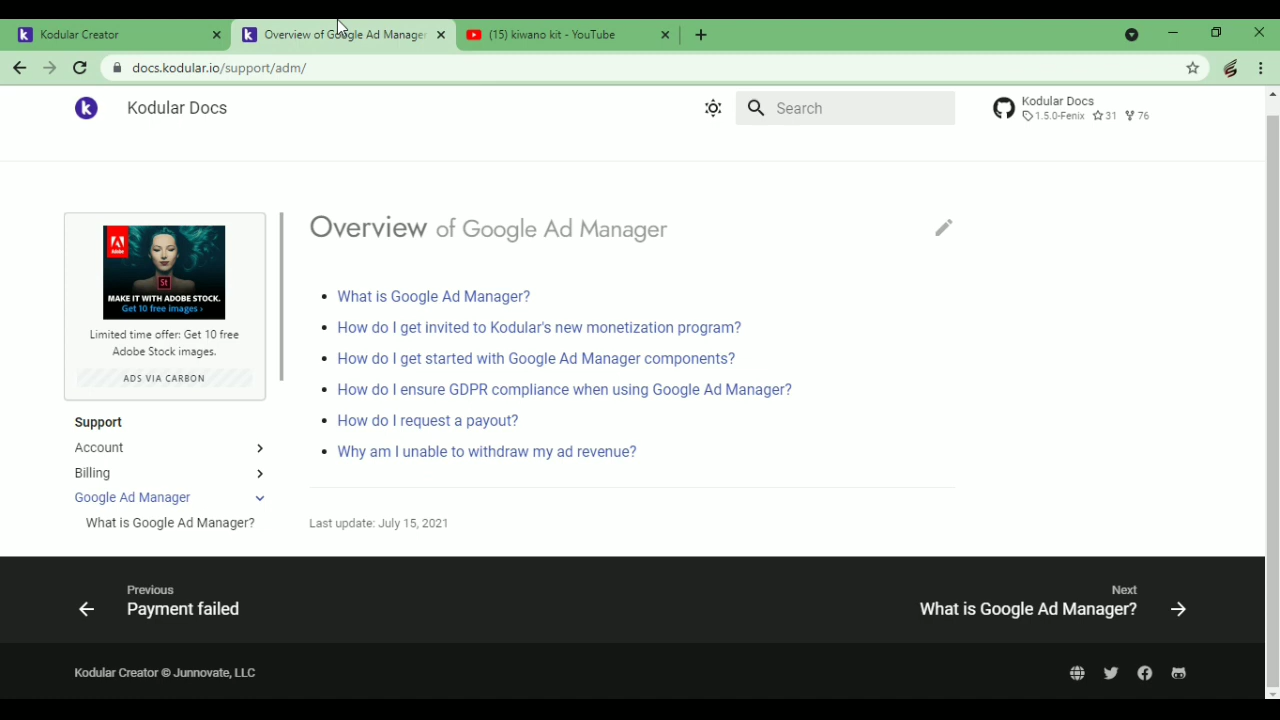 Kodular Creator
Overview of Google Ad Manager
(15) kiwano kit - YouTube
docs.kodular.io/support/adm/
Kodular Docs
Search
Kodular Docs
1.5.0-Fenix 31 76
Overview of Google Ad Manager
MAKE IT WITH ADOBE STOCK.
Get 10 free images ›
Limited time offer: Get 10 free
Adobe Stock images.
ADS VIA CARBON
What is Google Ad Manager?
How do I get invited to Kodular's new monetization program?
How do I get started with Google Ad Manager components?
How do I ensure GDPR compliance when using Google Ad Manager?
How do I request a payout?
Why am I unable to withdraw my ad revenue?
Support
Account
Billing
Google Ad Manager
What is Google Ad Manager?
Last update: July 15, 2021
Previous
Payment failed
Next
What is Google Ad Manager?
Kodular Creator © Junnovate, LLC